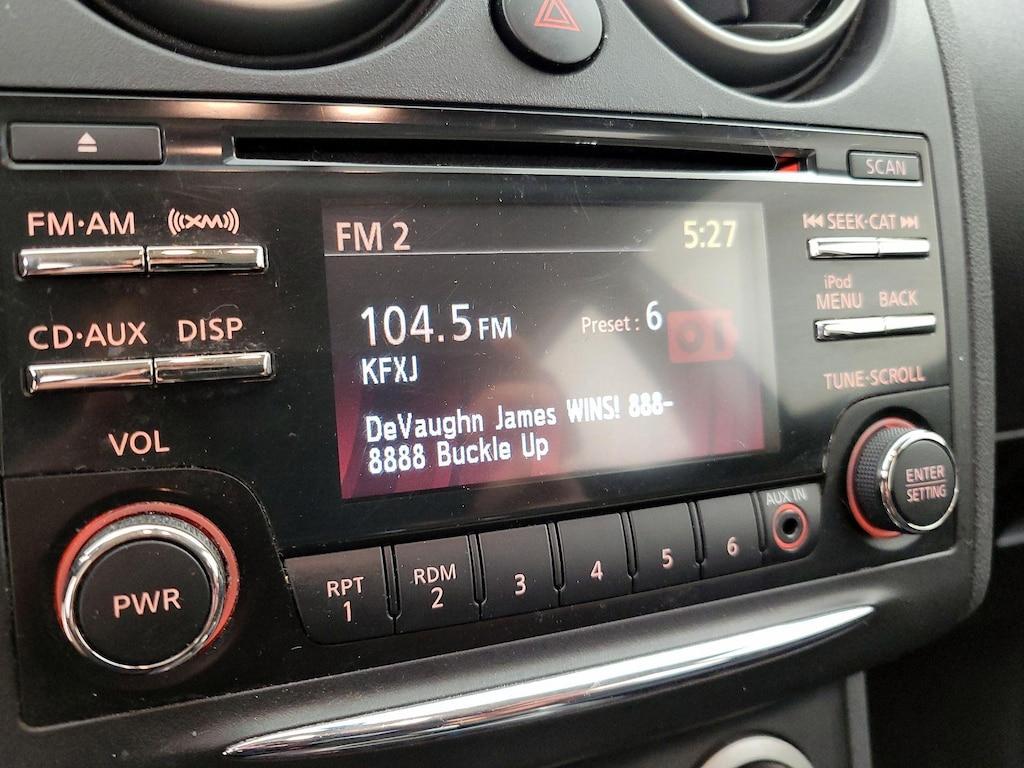 SCAN
FM·AM
((XM))
⏮ SEEK·CAT ⏭
FM 2
5:27
iPod
MENU
BACK
104.5 FM
Preset : 6
KFXJ
CD·AUX
DISP
TUNE·SCROLL
DeVaughn James WINS! 888-
8888 Buckle Up
VOL
ENTER
SETTING
AUX IN
PWR
RPT
1
RDM
2
3
4
5
6